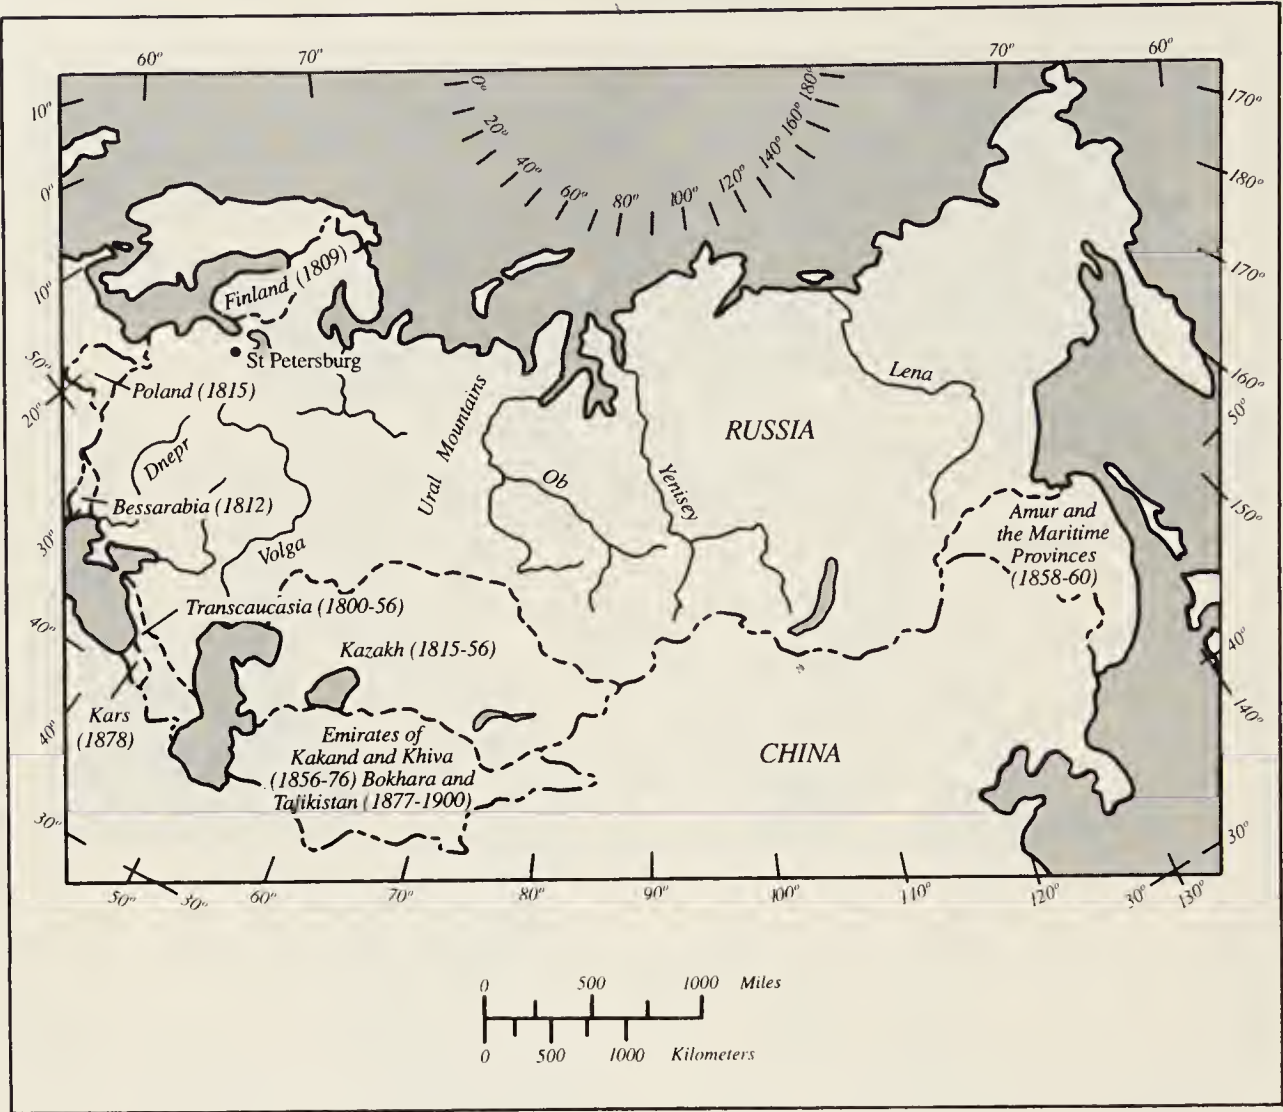 60° 70° 70° 60°
10° 0° 180° 170°
20° 160°
40° 140°
60° 80° 100° 120°
0° 180°
10° Finland (1809) 170°
50° St Petersburg
20° Poland (1815) Lena 160°
50°
RUSSIA
Ural Mountains
Dnepr
Ob
Yenisey
Bessarabia (1812)
150°
Amur and
the Maritime
Provinces
(1858-60)
30° Volga
Transcaucasia (1800-56)
40° Kazakh (1815-56) 40°
Kars
(1878)
140°
40°
Emirates of
Kakand and Khiva
(1856-76) Bokhara and
Tajikistan (1877-1900)
CHINA
30° 30°
50° 30° 60° 70° 80° 90° 100° 110° 120° 30° 130°
0 500 1000 Miles
0 500 1000 Kilometers